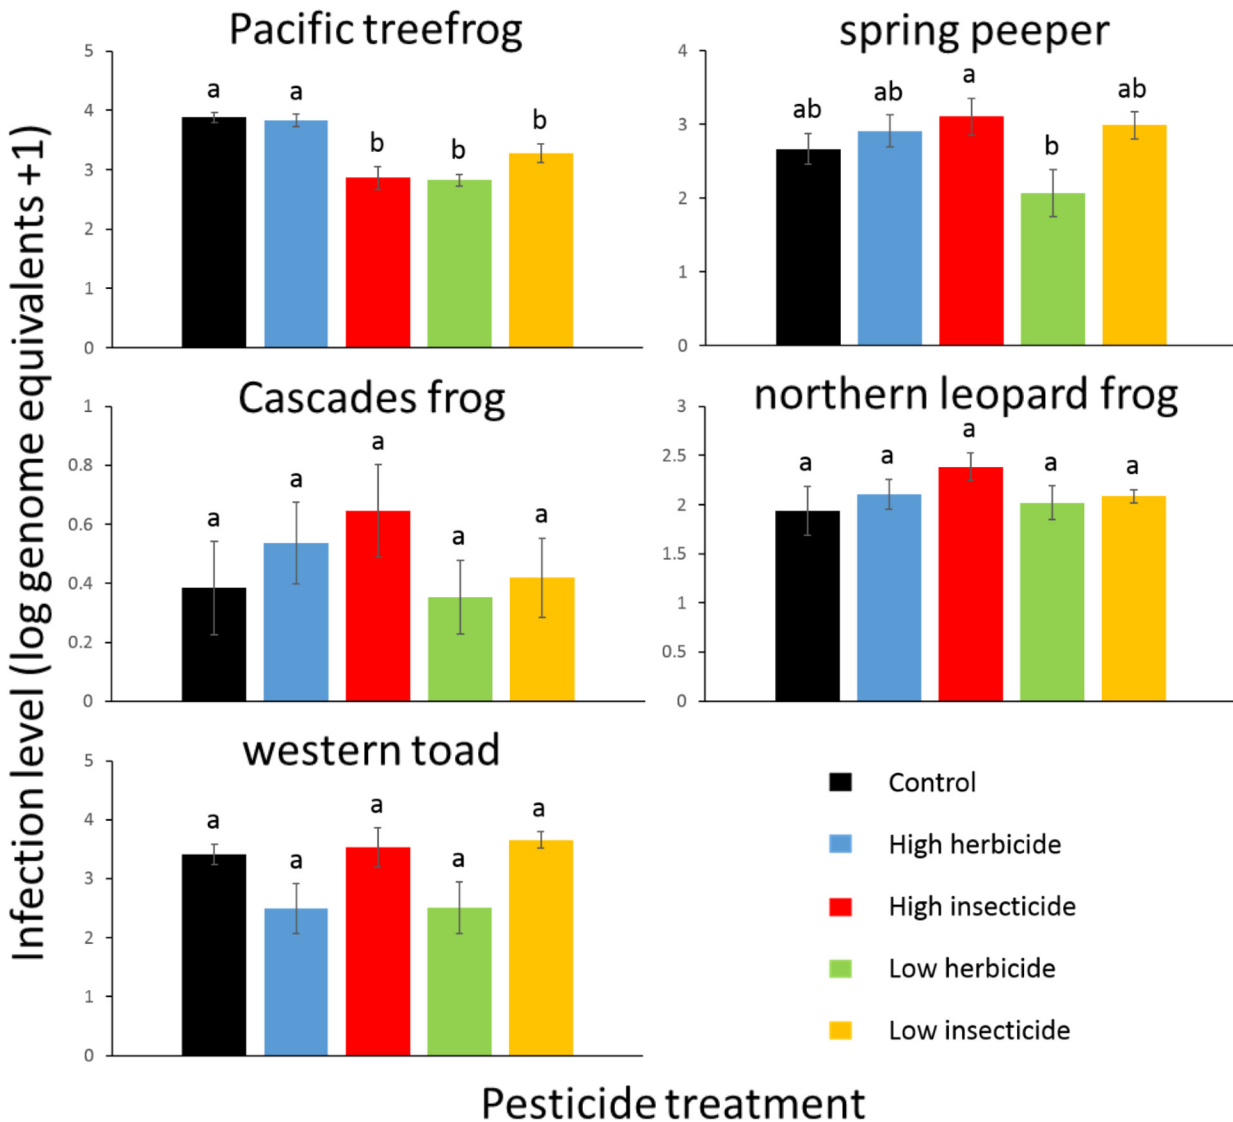 Infection level (log genome equivalents +1)
Pacific treefrog
5
4
3
2
1
0
a
a
b
b
b
spring peeper
4
3
2
1
0
ab
ab
a
b
ab
Cascades frog
1
0.8
0.6
0.4
0.2
0
a
a
a
a
a
northern leopard frog
3
2.5
2
1.5
1
0.5
0
a
a
a
a
a
western toad
5
4
3
2
1
0
a
a
a
a
a
Control
High herbicide
High insecticide
Low herbicide
Low insecticide
Pesticide treatment